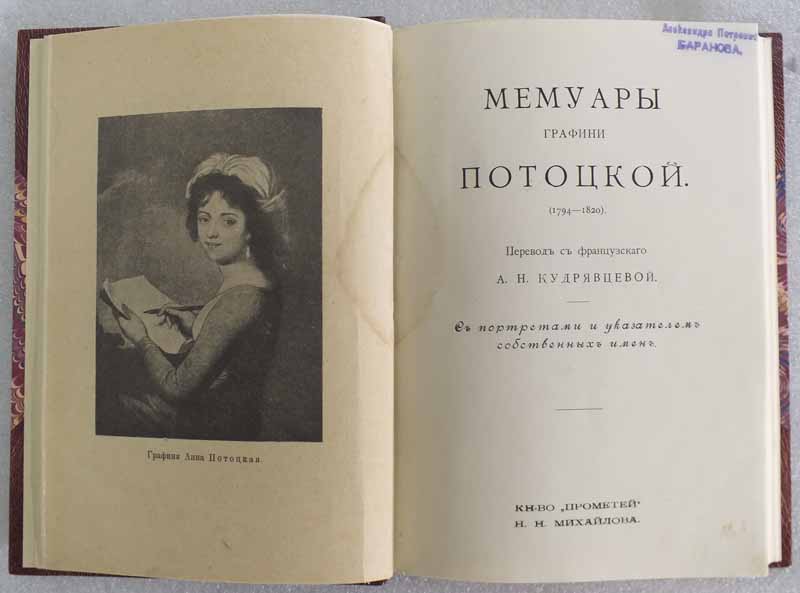 Графиня Анна Потоцкая.
Александра Петровича
БАРАНОВА.
МЕМУАРЫ
ГРАФИНИ
ПОТОЦКОЙ.
(1794—1820).
Переводъ съ французскаго
А. Н. КУДРЯВЦЕВОЙ.
Съ портретами и указателемъ
собственныхъ именъ.
КН-ВО „ПРОМЕТЕЙ“
Н. Н. МИХАЙЛОВА.